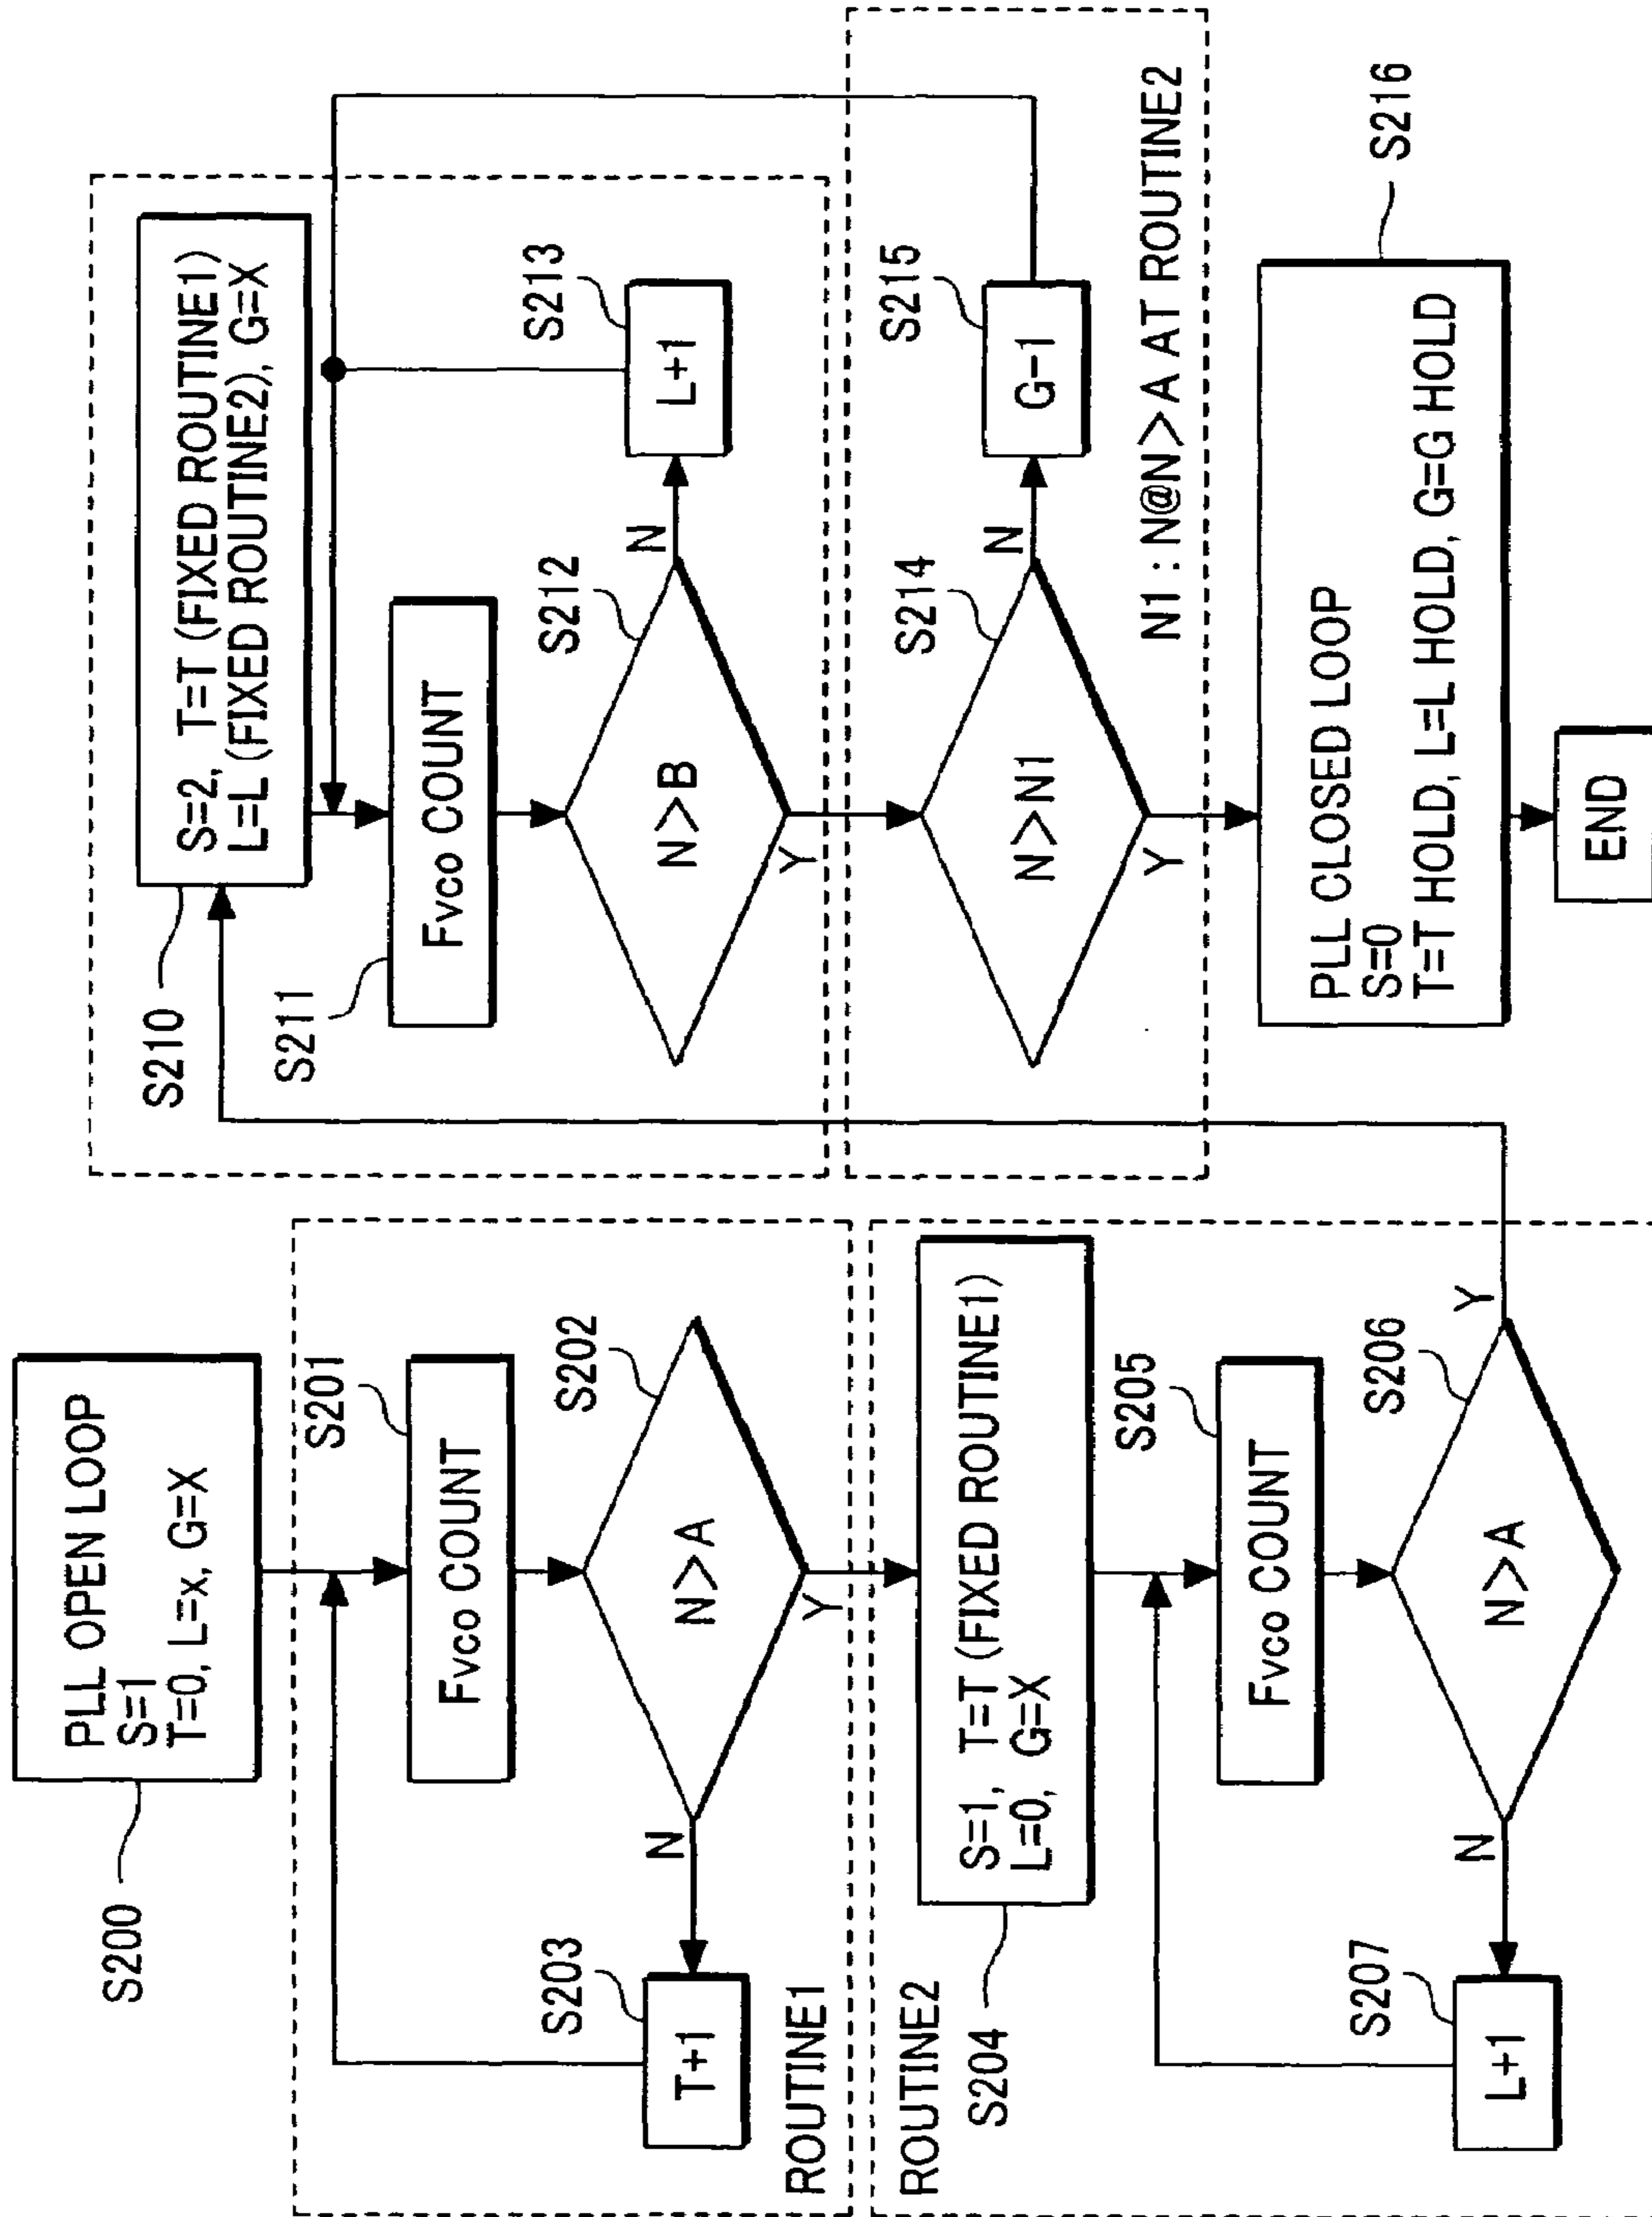 PLL OPEN LOOP
S=1
T=0, L=x, G=X
S200
S201
Fvco COUNT
S202
N>A
N
Y
S203
T+1
ROUTINE1
ROUTINE2
S204
S=1, T=T (FIXED ROUTINE1)
L=0, G=X
S205
Fvco COUNT
S206
N>A
Y
N
S207
L+1
S210
S=2, T=T (FIXED ROUTINE1)
L=L (FIXED ROUTINE2), G=X
S211
Fvco COUNT
S212
N>B
N
Y
S213
L+1
S214
N>N1
N
Y
S215
G-1
N1 : N@N>A AT ROUTINE2
S216
PLL CLOSED LOOP
S=0
T=T HOLD, L=L HOLD, G=G HOLD
END